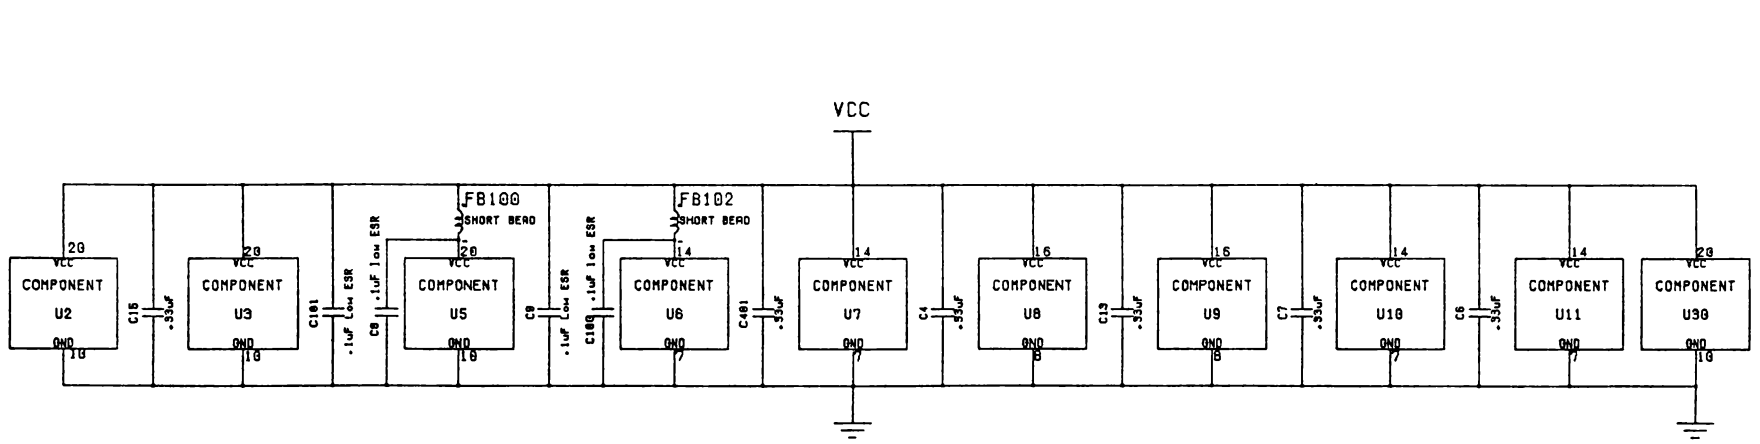 VCC
FB100
SHORT BEAD
FB102
SHORT BEAD
20
VCC
COMPONENT
U2
GND
10
C15
.33uF
20
VCC
COMPONENT
U3
GND
10
C101
.1uF Low ESR
C8
.1uF low ESR
20
VCC
COMPONENT
U5
GND
10
C9
.1uF Low ESR
C100
.1uF low ESR
14
VCC
COMPONENT
U6
GND
7
C401
.33uF
14
VCC
COMPONENT
U7
GND
7
C4
.33uF
16
VCC
COMPONENT
U8
GND
8
C13
.33uF
16
VCC
COMPONENT
U9
GND
8
C7
.33uF
14
VCC
COMPONENT
U10
GND
7
C6
.33uF
14
VCC
COMPONENT
U11
GND
7
20
VCC
COMPONENT
U30
GND
10